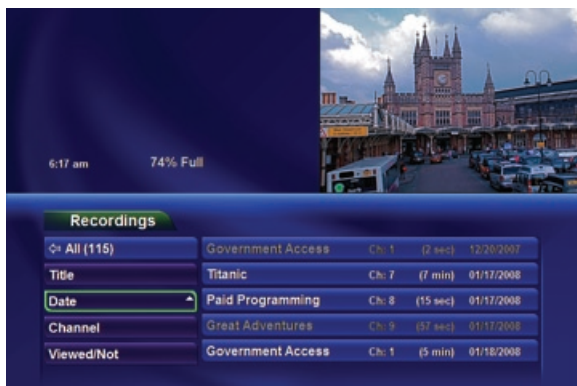 6:17 am 74% Full
Recordings
All (115) Government Access Ch: 1 (2 sec) 12/20/2007
Title Titanic Ch: 7 (7 min) 01/17/2008
Date Paid Programming Ch: 8 (15 sec) 01/17/2008
Channel Great Adventures Ch: 9 (57 sec) 01/17/2008
Viewed/Not Government Access Ch: 1 (5 min) 01/18/2008